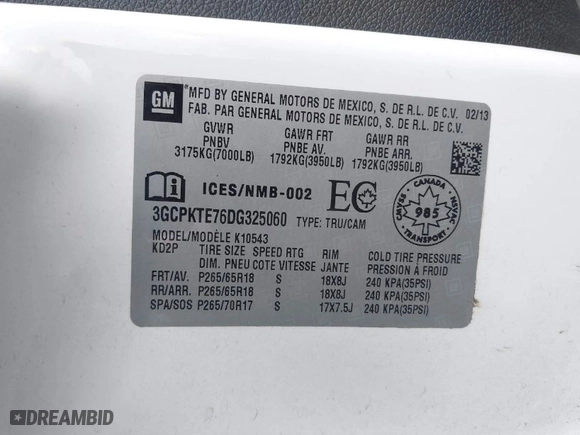 GM
*MFD BY GENERAL MOTORS DE MEXICO, S. DE R.L. DE C.V. 02/13
FAB. PAR GENERAL MOTORS DE MEXICO, S. DE R.L. DE C.V.
GVWR GAWR FRT GAWR RR
PNBV PNBE AV. PNBE ARR.
3175KG(7000LB) 1792KG(3950LB) 1792KG(3950LB)
i ICES/NMB-002 EC
CANADA
CMVSS NSVAC
985
TRANSPORT
3GCPKTE76DG325060 TYPE: TRU/CAM
MODEL/MODÈLE K10543
KD2P TIRE SIZE SPEED RTG RIM COLD TIRE PRESSURE
DIM. PNEU COTE VITESSE JANTE PRESSION À FROID
FRT/AV. P265/65R18 S 18X8J 240 KPA(35PSI)
RR/ARR. P265/65R18 S 18X8J 240 KPA(35PSI)
SPA/SOS P265/70R17 S 17X7.5J 240 KPA(35PSI)
DREAMBID